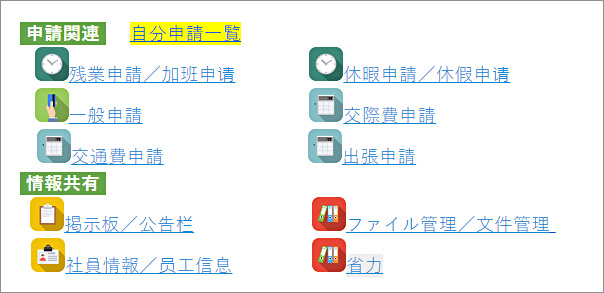 申請関連 自分申請一覧
残業申請／加班申请 休暇申請／休假申请
一般申請 交際費申請
交通費申請 出張申請
情報共有
掲示板／公告栏 ファイル管理／文件管理
社員情報／员工信息 省力